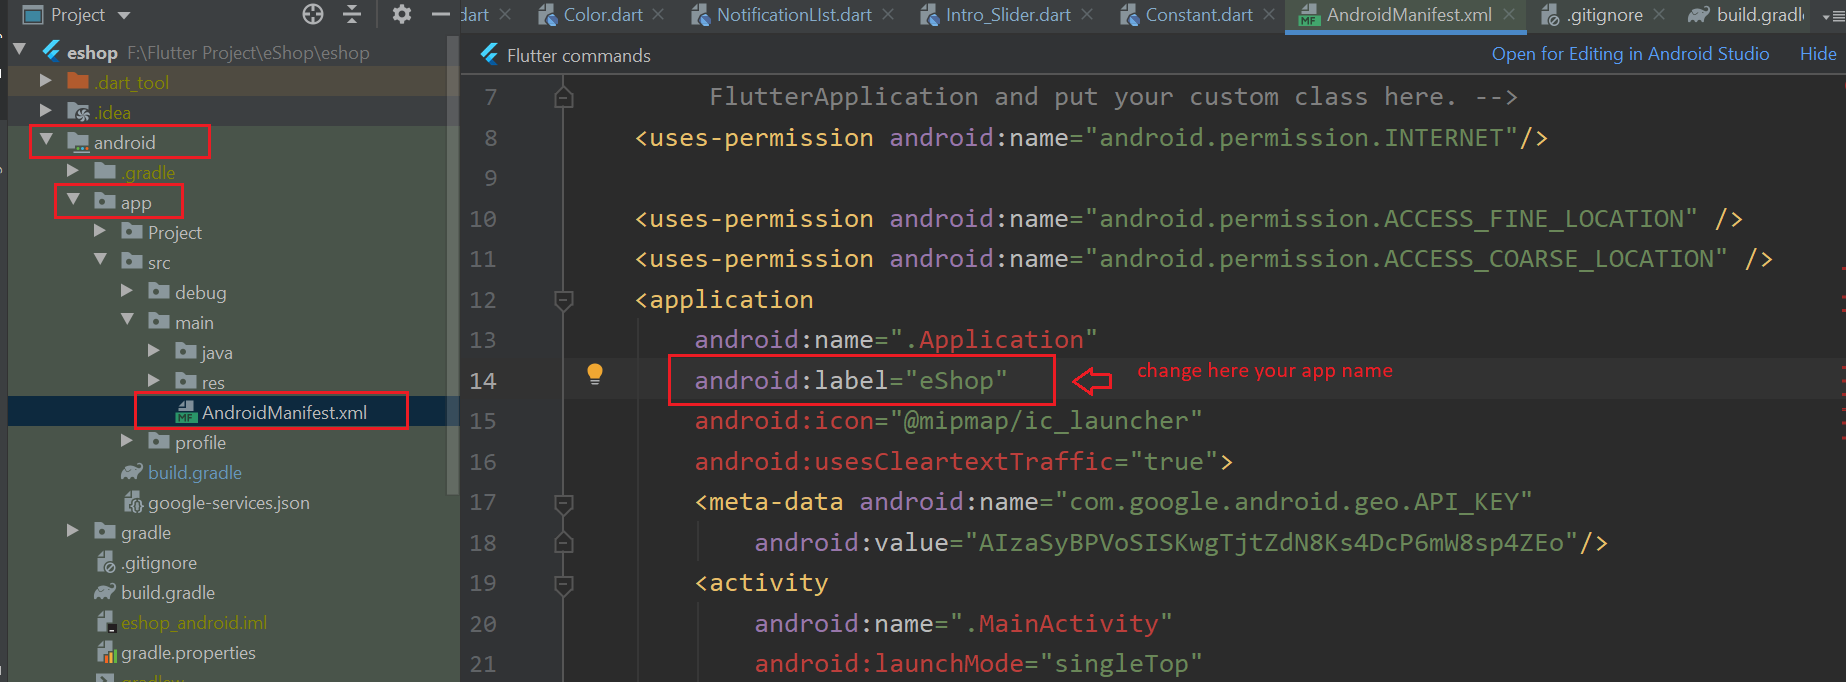 Project
eshop F:\Flutter Project\eShop\eshop
.dart_tool
.idea
android
.gradle
app
Project
src
debug
main
java
res
AndroidManifest.xml
profile
build.gradle
google-services.json
gradle
.gitignore
build.gradle
eshop_android.iml
gradle.properties
gradlew
dart Color.dart NotificationLIst.dart Intro_Slider.dart Constant.dart AndroidManifest.xml .gitignore build.gradl
Flutter commands Open for Editing in Android Studio Hide
7 FlutterApplication and put your custom class here. -->
8 <uses-permission android:name="android.permission.INTERNET"/>
9
10 <uses-permission android:name="android.permission.ACCESS_FINE_LOCATION" />
11 <uses-permission android:name="android.permission.ACCESS_COARSE_LOCATION" />
12 <application
13 android:name=".Application"
14 android:label="eShop" change here your app name
15 android:icon="@mipmap/ic_launcher"
16 android:usesCleartextTraffic="true">
17 <meta-data android:name="com.google.android.geo.API_KEY"
18 android:value="AIzaSyBPVoSISKwgTjtZdN8Ks4DcP6mW8sp4ZEo"/>
19 <activity
20 android:name=".MainActivity"
21 android:launchMode="singleTop"